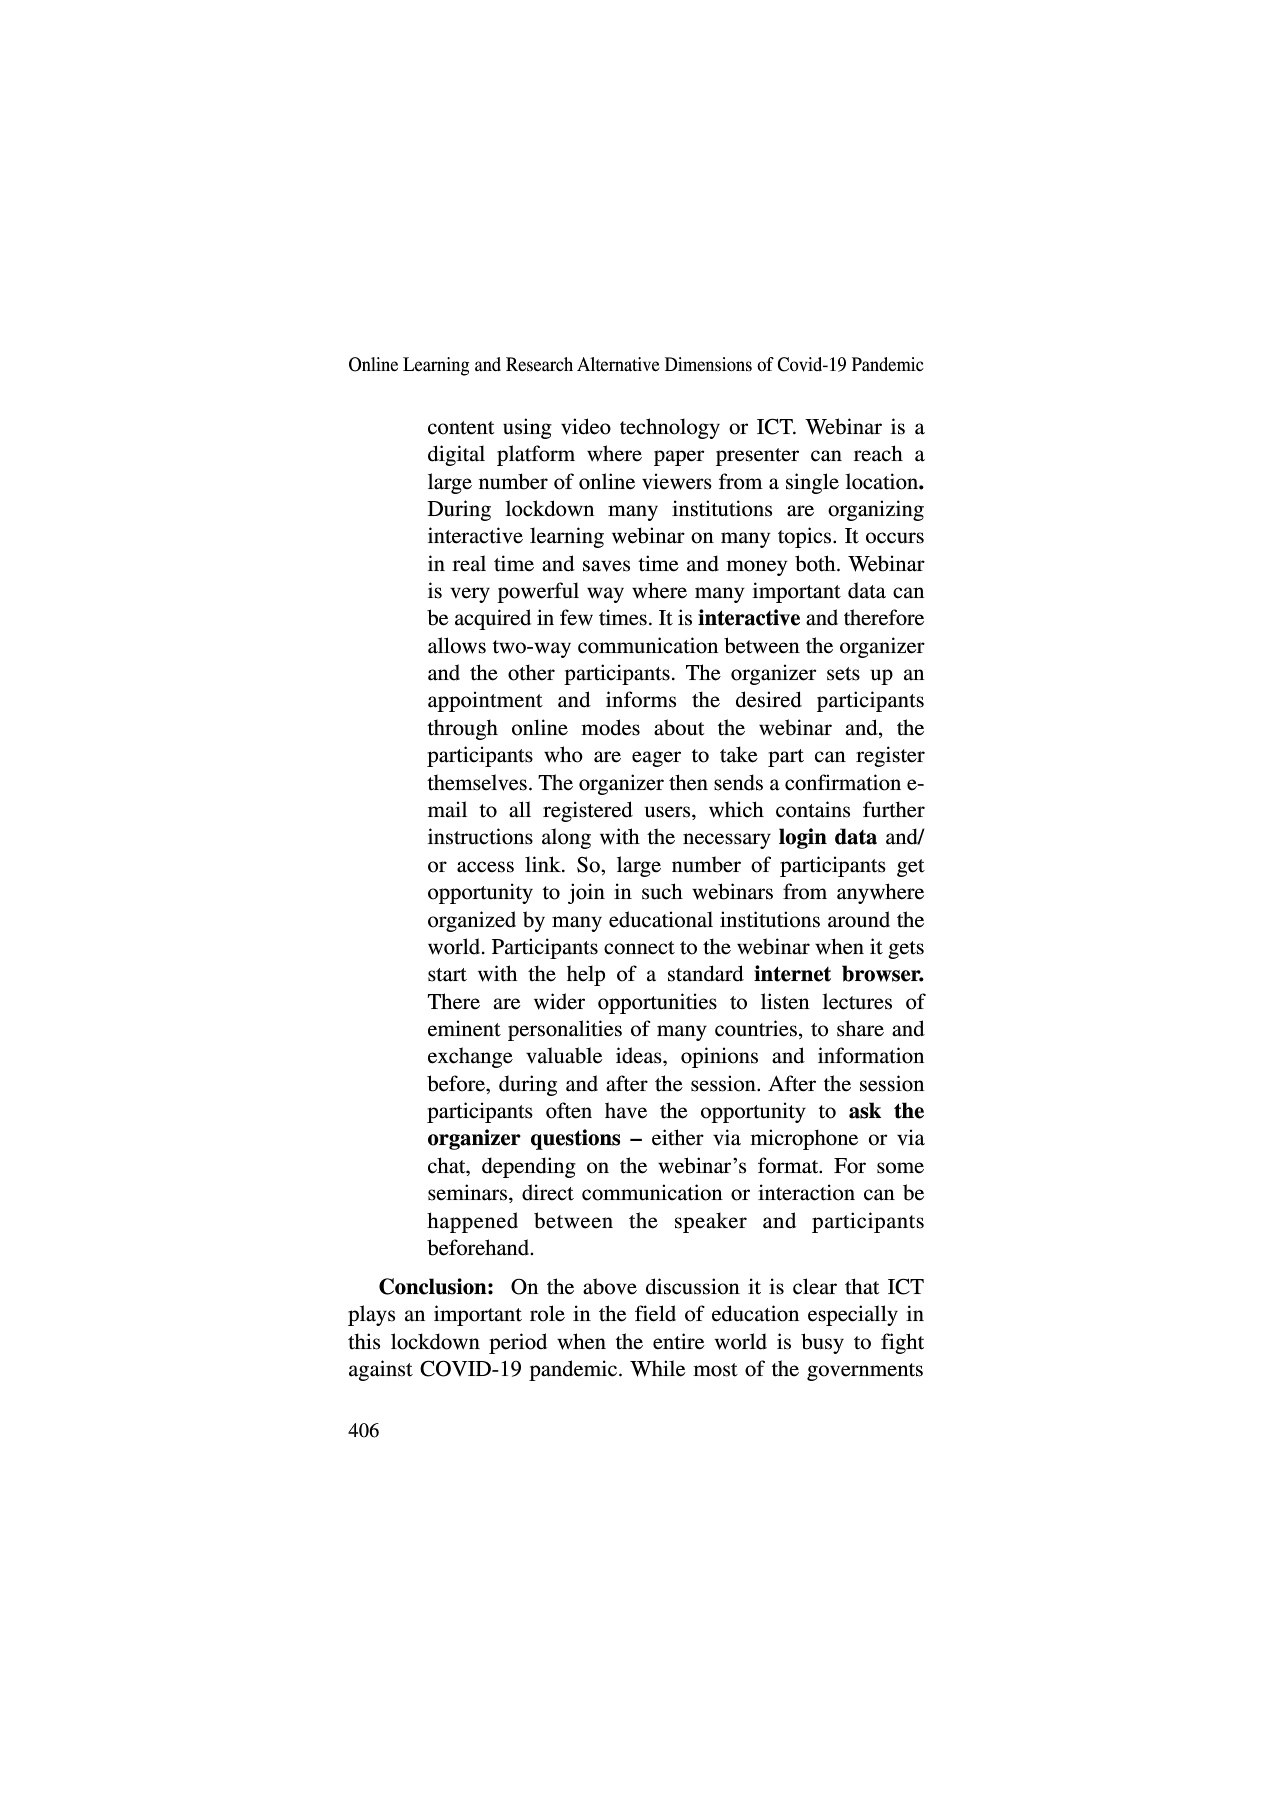 Online Learning and Research Alternative Dimensions of Covid-19 Pandemic
content using video technology or ICT. Webinar is a
digital platform where paper presenter can reach a
large number of online viewers from a single location.
During lockdown many institutions are organizing
interactive learning webinar on many topics. It occurs
in real time and saves time and money both. Webinar
is very powerful way where many important data can
be acquired in few times. It is interactive and therefore
allows two-way communication between the organizer
and the other participants. The organizer sets up an
appointment and informs the desired participants
through online modes about the webinar and, the
participants who are eager to take part can register
themselves. The organizer then sends a confirmation e-
mail to all registered users, which contains further
instructions along with the necessary login data and/
or access link. So, large number of participants get
opportunity to join in such webinars from anywhere
organized by many educational institutions around the
world. Participants connect to the webinar when it gets
start with the help of a standard internet browser.
There are wider opportunities to listen lectures of
eminent personalities of many countries, to share and
exchange valuable ideas, opinions and information
before, during and after the session. After the session
participants often have the opportunity to ask the
organizer questions – either via microphone or via
chat, depending on the webinar’s format. For some
seminars, direct communication or interaction can be
happened between the speaker and participants
beforehand.
Conclusion: On the above discussion it is clear that ICT
plays an important role in the field of education especially in
this lockdown period when the entire world is busy to fight
against COVID-19 pandemic. While most of the governments
406